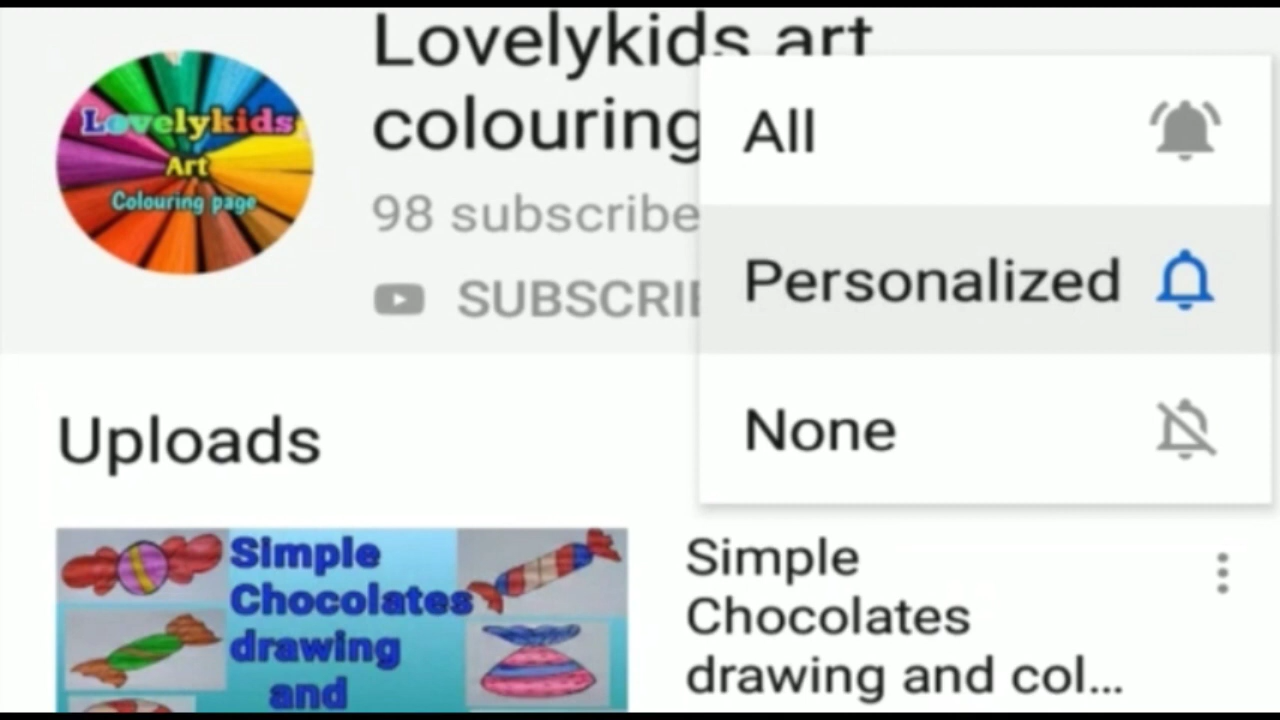 Lovelykids art
colouring
98 subscribe
SUBSCRIB
All
Personalized
None
Lovelykids
Art
Colouring page
Uploads
Simple
Chocolates
drawing
and
Simple
Chocolates
drawing and col...